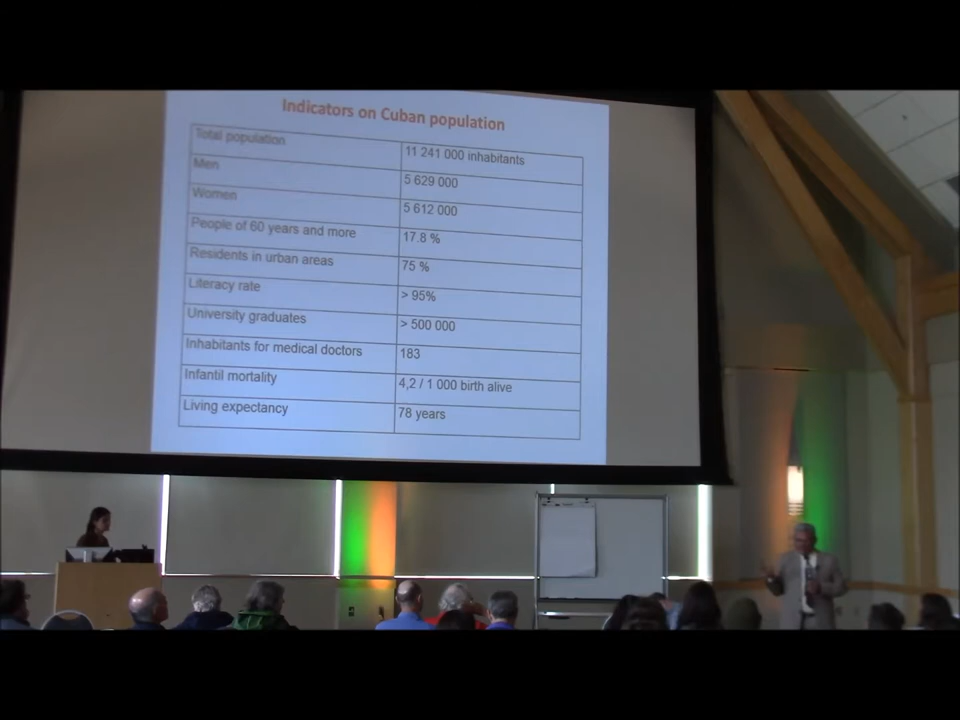 Indicators on Cuban population
Total population 11 241 000 inhabitants
Men 5 629 000
Women 5 612 000
People of 60 years and more 17.8 %
Residents in urban areas 75 %
Literacy rate > 95%
University graduates > 500 000
Inhabitants for medical doctors 183
Infantil mortality 4,2 / 1 000 birth alive
Living expectancy 78 years